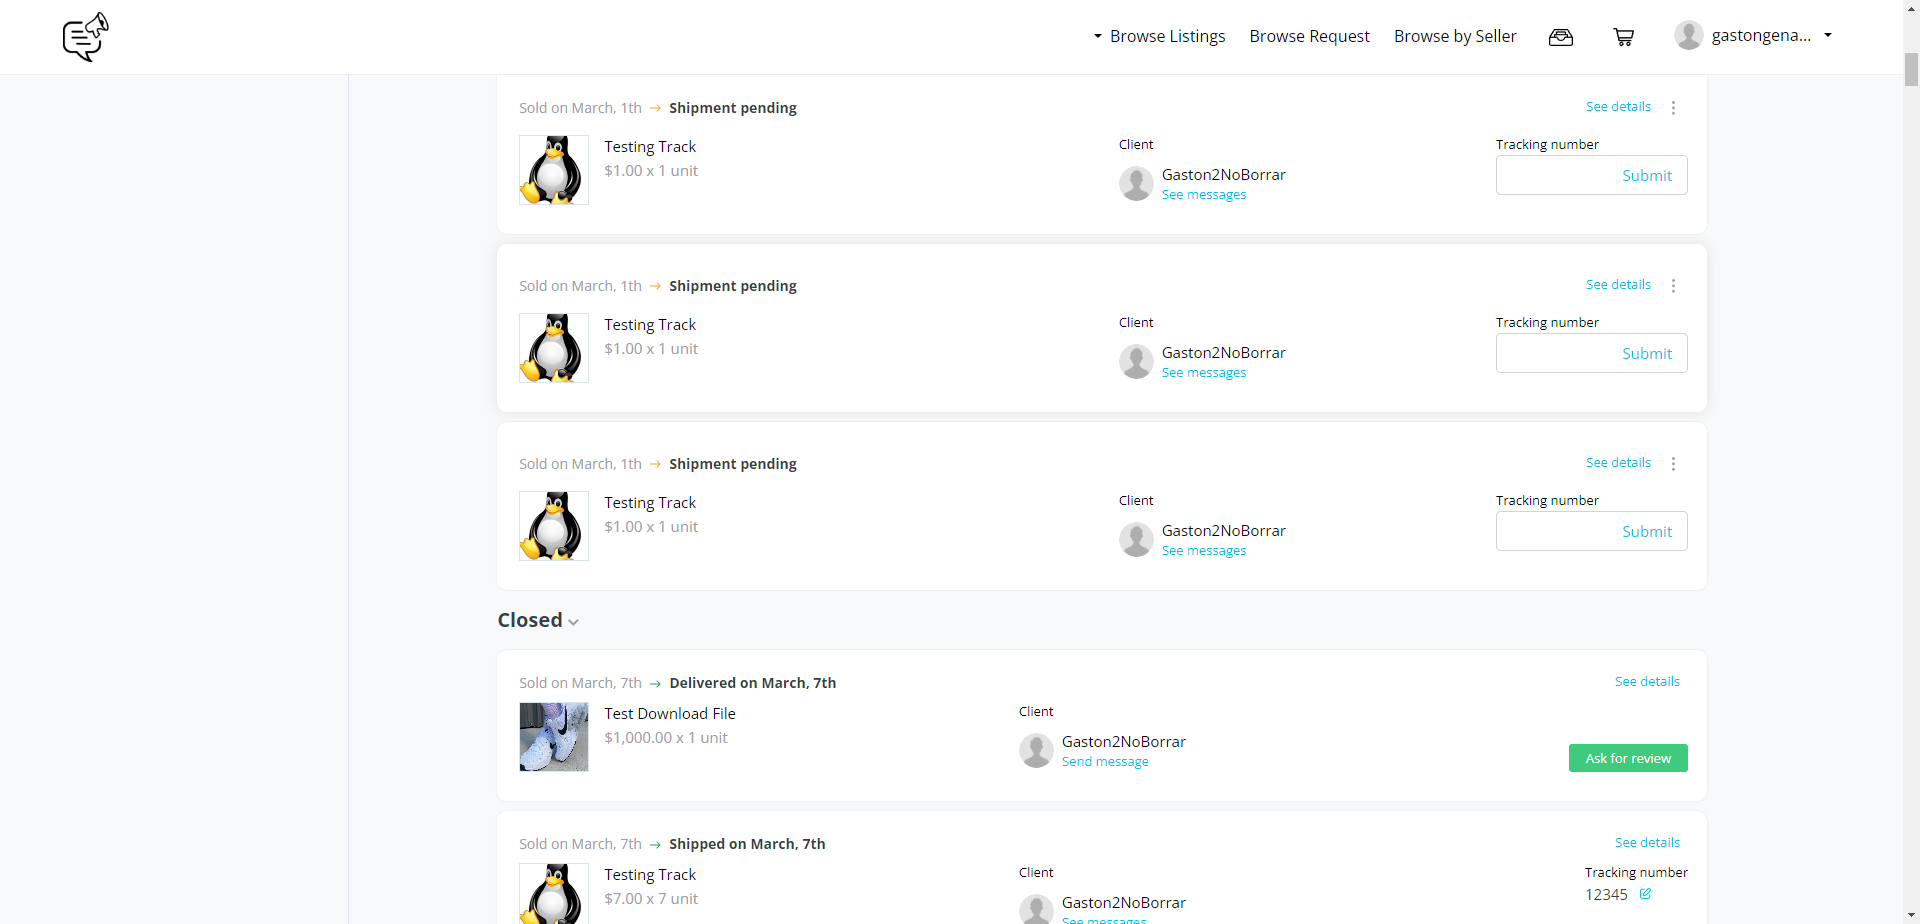 Browse Listings Browse Request Browse by Seller gastongena...
Sold on March, 1th → Shipment pending See details
Testing Track
$1.00 x 1 unit
Client
Gaston2NoBorrar
See messages
Tracking number
Submit
Sold on March, 1th → Shipment pending See details
Testing Track
$1.00 x 1 unit
Client
Gaston2NoBorrar
See messages
Tracking number
Submit
Sold on March, 1th → Shipment pending See details
Testing Track
$1.00 x 1 unit
Client
Gaston2NoBorrar
See messages
Tracking number
Submit
Closed
Sold on March, 7th → Delivered on March, 7th See details
Test Download File
$1,000.00 x 1 unit
Client
Gaston2NoBorrar
Send message
Ask for review
Sold on March, 7th → Shipped on March, 7th See details
Testing Track
$7.00 x 7 unit
Client
Gaston2NoBorrar
See messages
Tracking number
12345